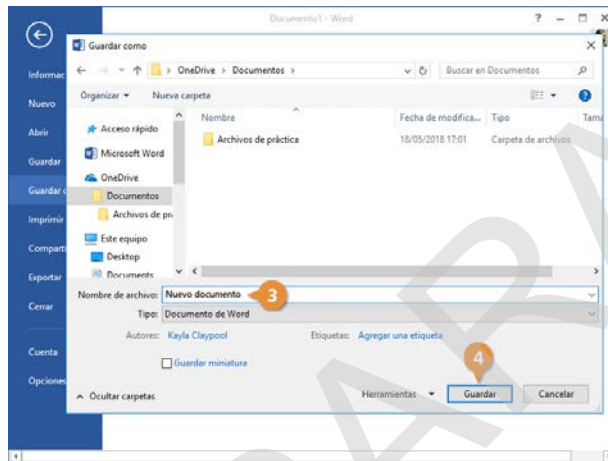 Documento1 - Word
Guardar como
OneDrive > Documentos >
Buscar en Documentos
Organizar
Nueva carpeta
Informac
Nuevo
Abrir
Guardar
Guardar c
Imprimir
Comparti
Exportar
Cerrar
Cuenta
Opciones
Acceso rápido
Microsoft Word
OneDrive
Documentos
Archivos de pr
Este equipo
Desktop
Documents
Nombre
Fecha de modifica...
Tipo
Tama
Archivos de práctica
18/05/2018 17:01
Carpeta de archivos
Nombre de archivo: Nuevo documento
3
Tipo: Documento de Word
Autores: Kayla Claypool
Etiquetas: Agregar una etiqueta
Guardar miniatura
4
Ocultar carpetas
Herramientas
Guardar
Cancelar